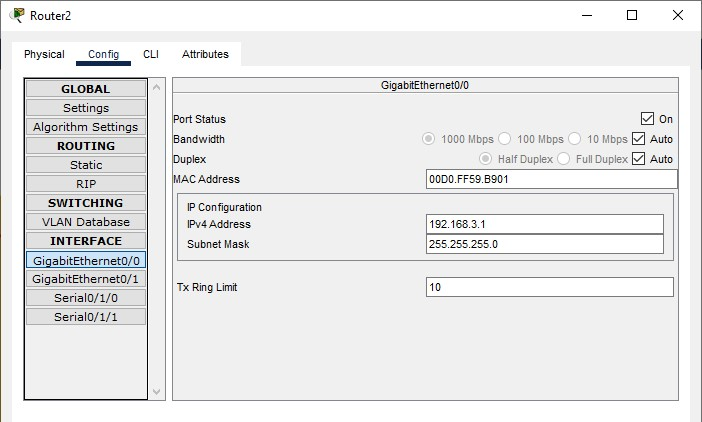 Router2
Physical Config CLI Attributes
GLOBAL
Settings
Algorithm Settings
ROUTING
Static
RIP
SWITCHING
VLAN Database
INTERFACE
GigabitEthernet0/0
GigabitEthernet0/1
Serial0/1/0
Serial0/1/1
GigabitEthernet0/0
Port Status On
Bandwidth 1000 Mbps 100 Mbps 10 Mbps Auto
Duplex Half Duplex Full Duplex Auto
MAC Address 00D0.FF59.B901
IP Configuration
IPv4 Address 192.168.3.1
Subnet Mask 255.255.255.0
Tx Ring Limit 10